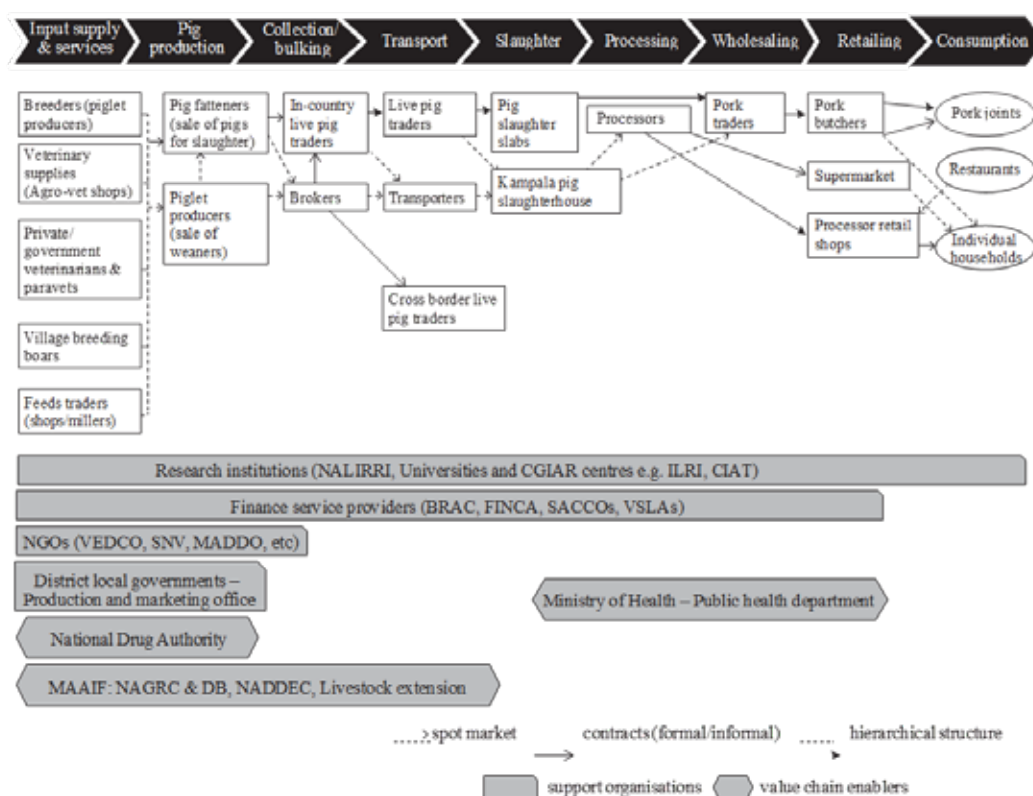 Input supply
& services
Pig
production
Collection/
bulking
Transport
Slaughter
Processing
Wholesaling
Retailing
Consumption
Breeders (piglet
producers)
Veterinary
supplies
(Agro-vet shops)
Private/
government
veterinarians &
paravets
Village breeding
boars
Feeds traders
(shops/millers)
Pig fatteners
(sale of pigs
for slaughter)
Piglet
producers
(sale of
weaners)
In-country
live pig
traders
Brokers
Live pig
traders
Transporters
Cross border live
pig traders
Pig
slaughter
slabs
Kampala pig
slaughterhouse
Processors
Pork
traders
Pork
butchers
Supermarket
Processor retail
shops
Pork joints
Restaurants
Individual
households
Research institutions (NALIRRI, Universities and CGIAR centres e.g. ILRI, CIAT)
Finance service providers (BRAC, FINCA, SACCOs, VSLAs)
NGOs (VEDCO, SNV, MADDO, etc)
District local governments –
Production and marketing office
Ministry of Health – Public health department
National Drug Authority
MAAIF: NAGRC & DB, NADDEC, Livestock extension
spot market
contracts (formal/informal)
hierarchical structure
support organisations
value chain enablers